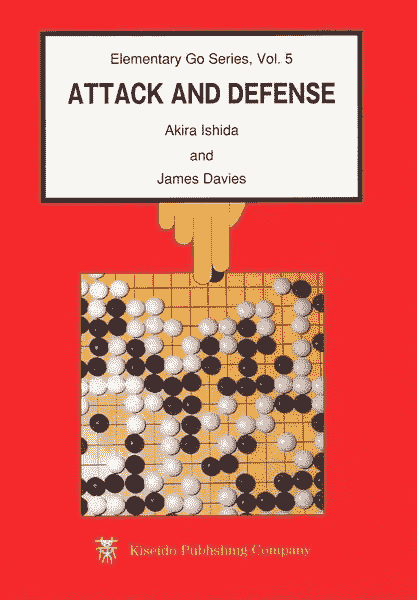 Elementary Go Series, Vol. 5
ATTACK AND DEFENSE
Akira Ishida
and
James Davies
Kiseido Publishing Company